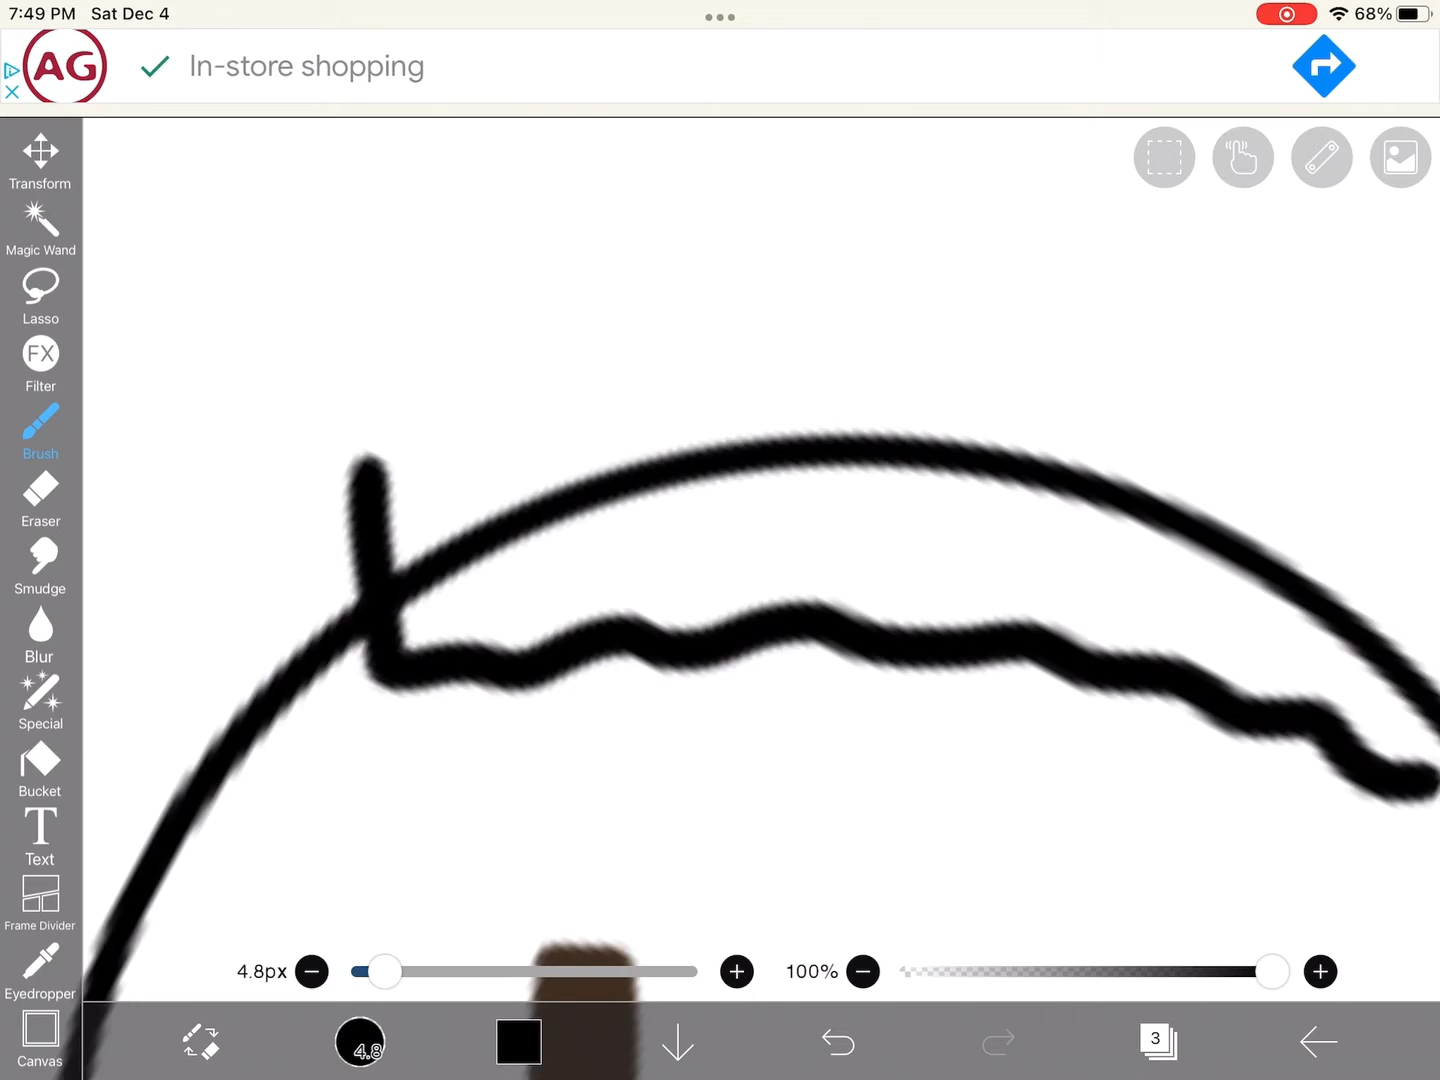 7:49 PM Sat Dec 4
68%
AG
In-store shopping
Transform
Magic Wand
Lasso
FX
Filter
Brush
Eraser
Smudge
Blur
Special
Bucket
T
Text
Frame Divider
Eyedropper
Canvas
4.8px
100%
4.8
3